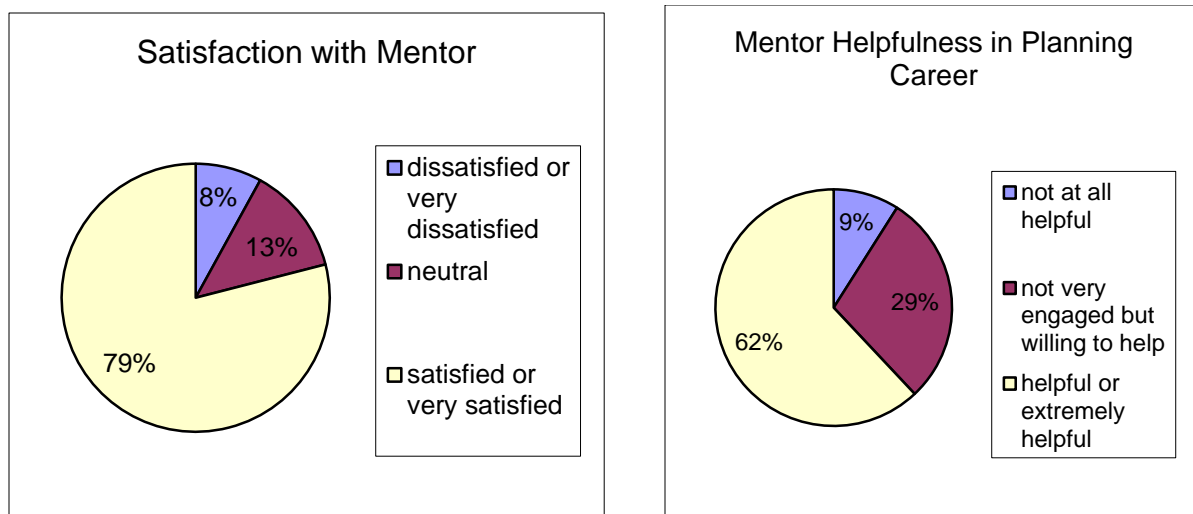 Satisfaction with Mentor
8%
13%
79%
dissatisfied or
very
dissatisfied
neutral
satisfied or
very satisfied
Mentor Helpfulness in Planning
Career
9%
29%
62%
not at all
helpful
not very
engaged but
willing to help
helpful or
extremely
helpful